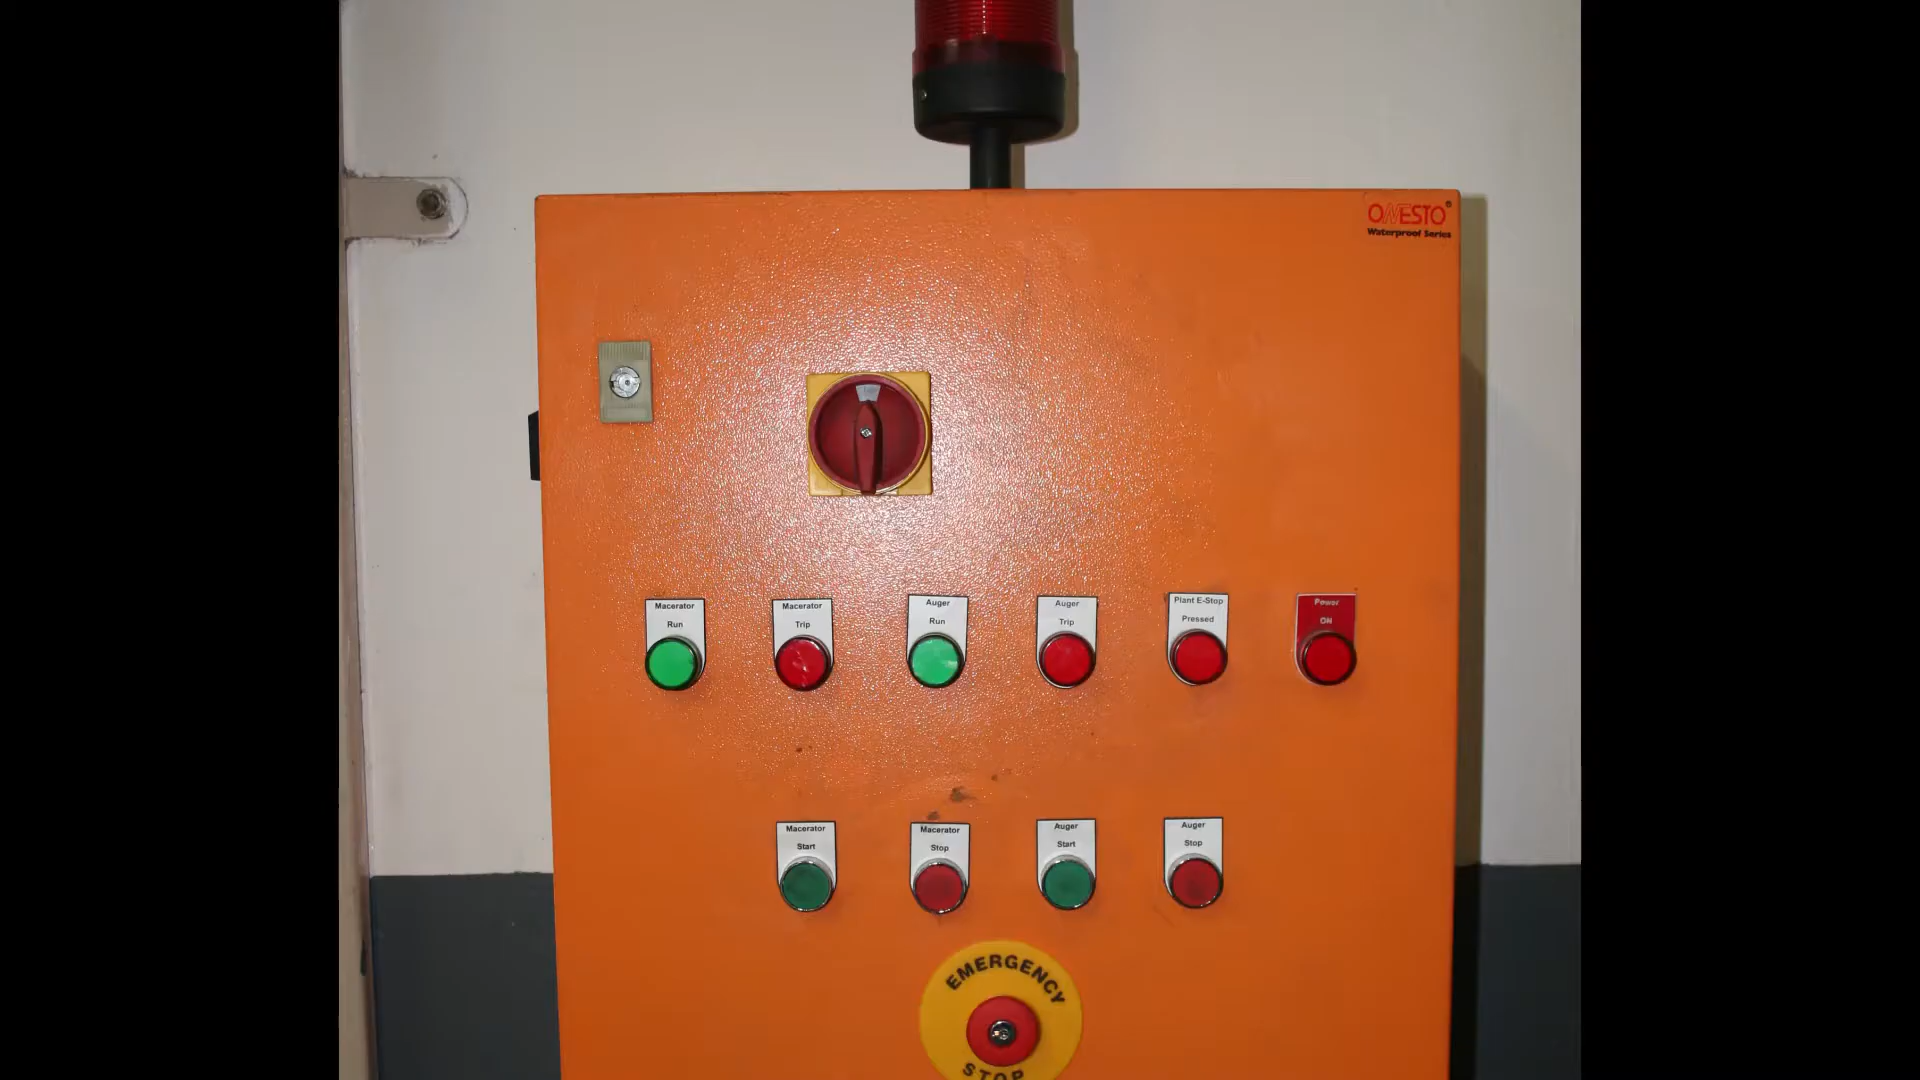 ONESTO®
Waterproof Series
Macerator
Run
Macerator
Trip
Auger
Run
Auger
Trip
Plant E-Stop
Pressed
Power
ON
Macerator
Start
Macerator
Stop
Auger
Start
Auger
Stop
EMERGENCY
STOP